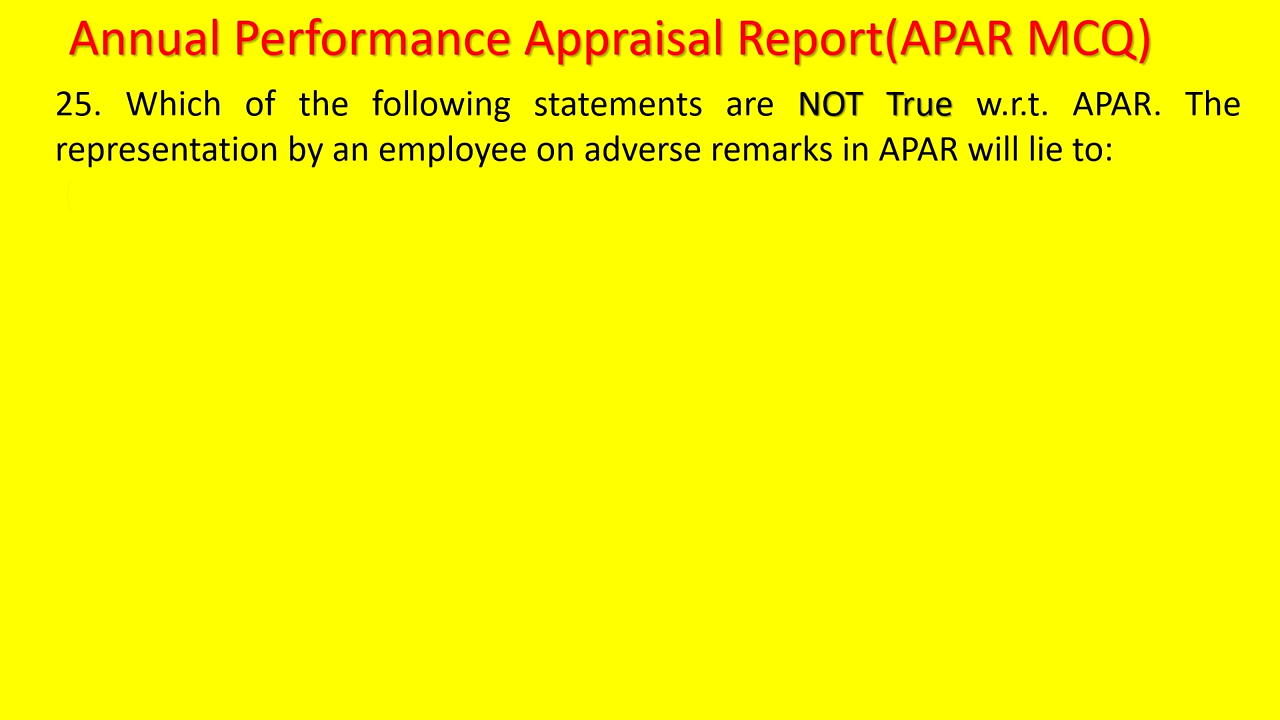 Annual Performance Appraisal Report(APAR MCQ)
25. Which of the following statements are NOT True w.r.t. APAR. The
representation by an employee on adverse remarks in APAR will lie to: